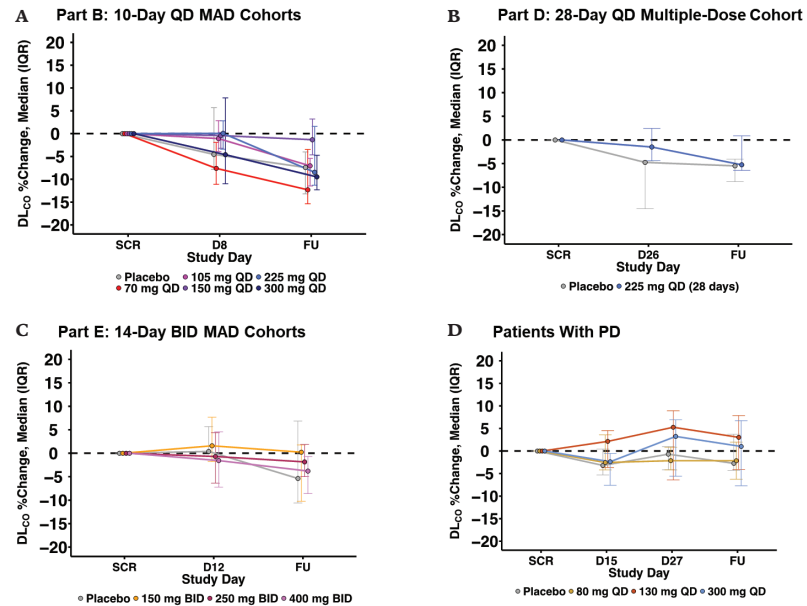 A Part B: 10-Day QD MAD Cohorts
DLCO %Change, Median (IQR)
20
15
10
5
0
−5
−10
−15
−20
SCR D8 FU
Study Day
Placebo 105 mg QD 225 mg QD
70 mg QD 150 mg QD 300 mg QD
B Part D: 28-Day QD Multiple-Dose Cohort
DLCO %Change, Median (IQR)
20
15
10
5
0
−5
−10
−15
−20
SCR D26 FU
Study Day
Placebo 225 mg QD (28 days)
C Part E: 14-Day BID MAD Cohorts
DLCO %Change, Median (IQR)
20
15
10
5
0
−5
−10
−15
−20
SCR D12 FU
Study Day
Placebo 150 mg BID 250 mg BID 400 mg BID
D Patients With PD
DLCO %Change, Median (IQR)
20
15
10
5
0
−5
−10
−15
−20
SCR D15 D27 FU
Study Day
Placebo 80 mg QD 130 mg QD 300 mg QD